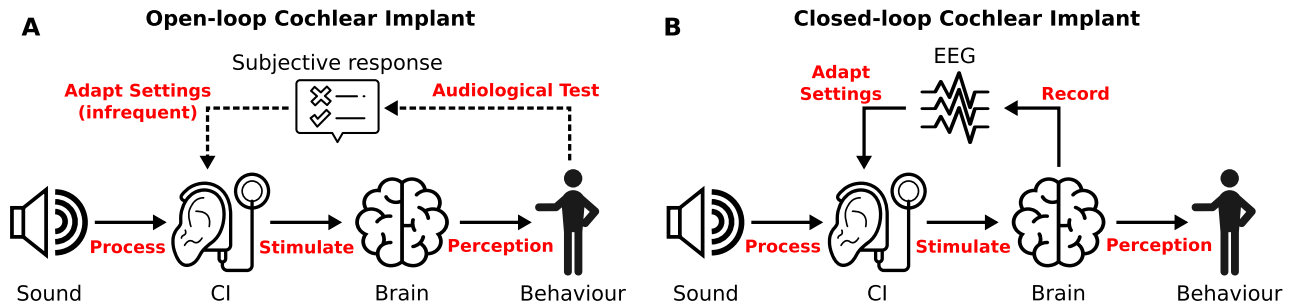 A
Open-loop Cochlear Implant
Subjective response
Adapt Settings
(infrequent)
Audiological Test
Process
Stimulate
Perception
Sound
CI
Brain
Behaviour
B
Closed-loop Cochlear Implant
EEG
Adapt
Settings
Record
Process
Stimulate
Perception
Sound
CI
Brain
Behaviour